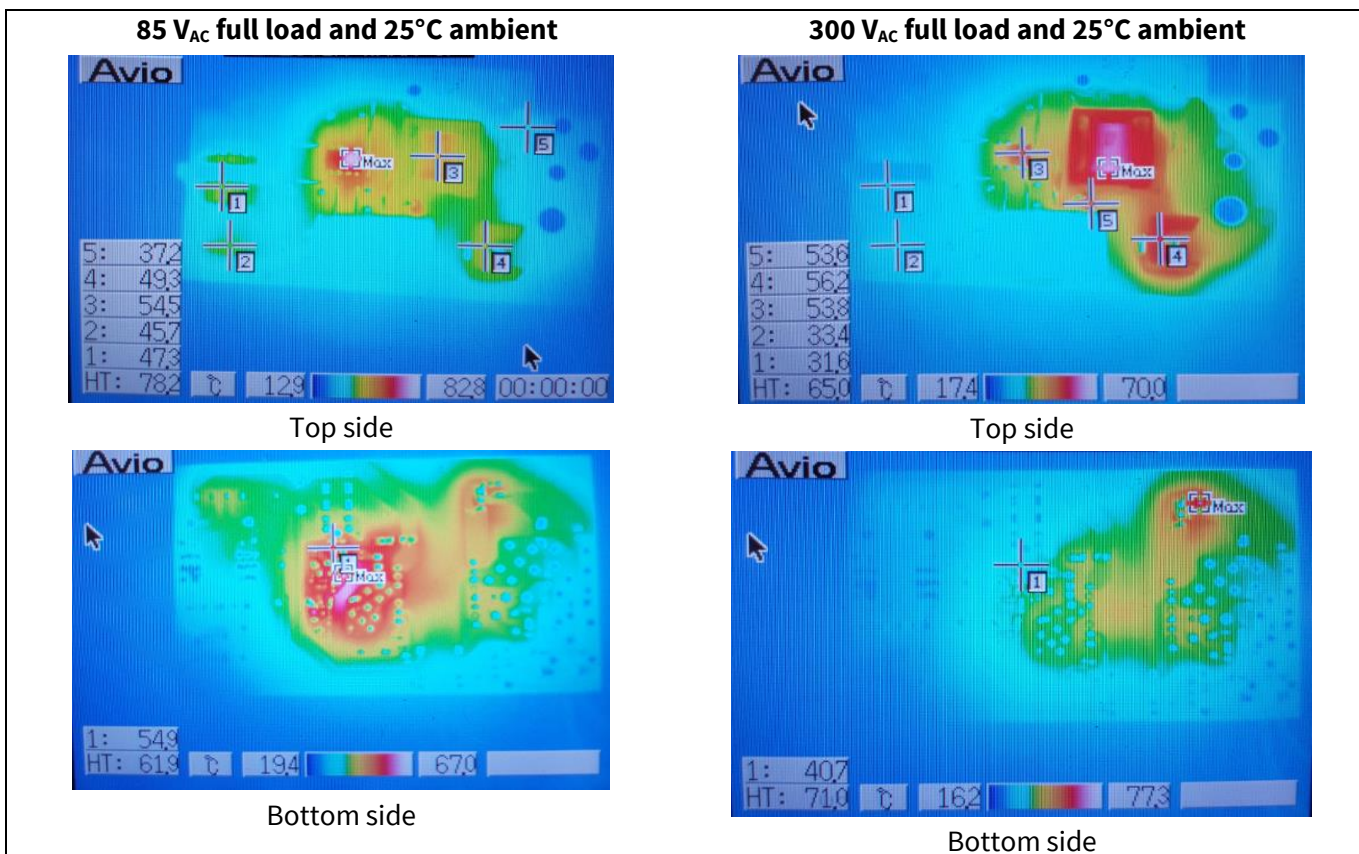 85 VAC full load and 25°C ambient
300 VAC full load and 25°C ambient
Avio
Max
3
5
1
2
4
5: 37.2
4: 49.3
3: 54.5
2: 45.7
1: 47.3
HT: 78.2 ℃ 12.9 82.8 00:00:00
Top side
Avio
3
Max
1
5
2
4
5: 53.6
4: 56.2
3: 53.8
2: 33.4
1: 31.6
HT: 65.0 ℃ 17.4 70.0
Top side
Avio
1
Max
1: 54.9
HT: 61.9 ℃ 19.4 67.0
Bottom side
Avio
Max
1
1: 40.7
HT: 71.0 ℃ 16.2 77.3
Bottom side